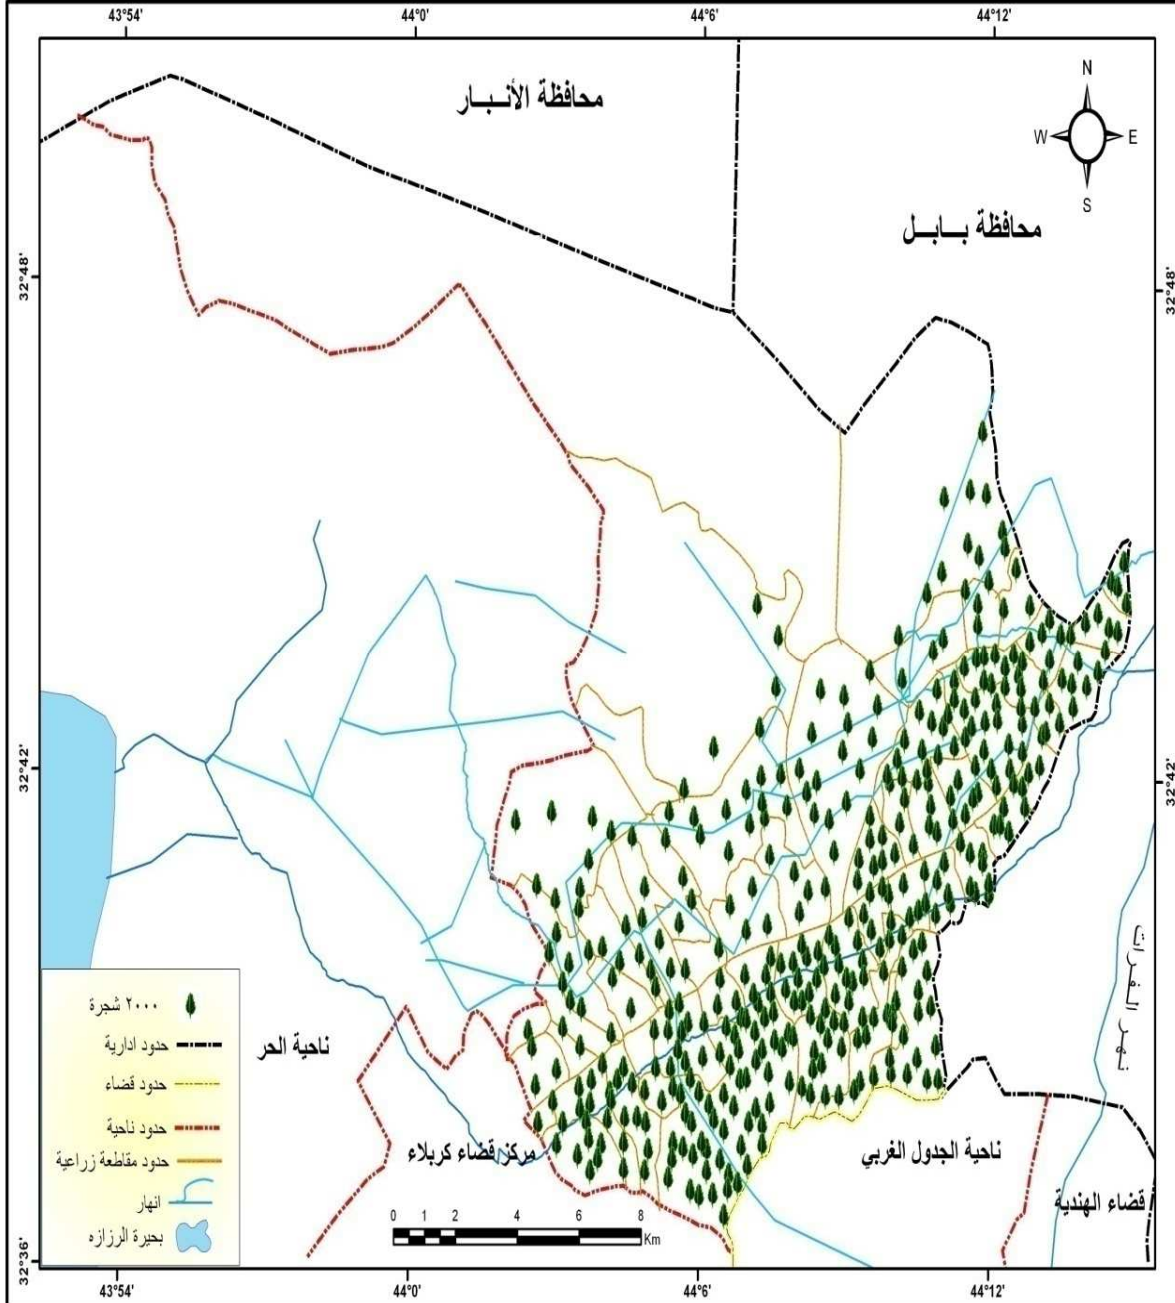 43°54'
44°0'
44°6'
44°12'
محافظة الأنـبـار
N
W E
S
محافظة بـابـل
32°48'
32°48'
32°42'
32°42'
نهر الفرات
٢٠٠٠ شجرة
حدود ادارية
حدود قضاء
حدود ناحية
حدود مقاطعة زراعية
انهار
بحيرة الرزازه
ناحية الحر
مركز قضاء كربلاء
ناحية الجدول الغربي
قضاء الهندية
0 1 2 4 6 8
Km
32°36'
32°36'
43°54'
44°0'
44°6'
44°12'